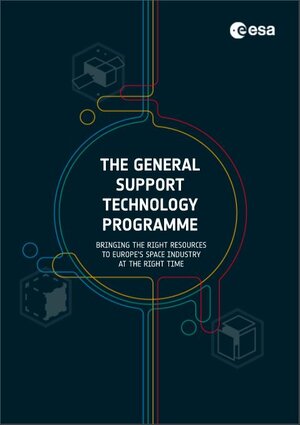 esa
THE GENERAL
SUPPORT
TECHNOLOGY
PROGRAMME
BRINGING THE RIGHT RESOURCES
TO EUROPE'S SPACE INDUSTRY
AT THE RIGHT TIME